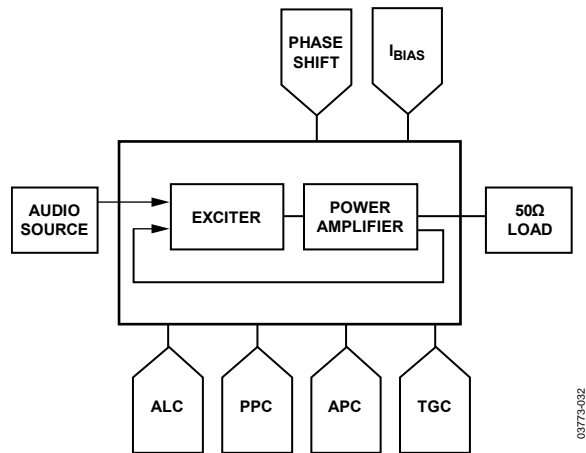 PHASE
SHIFT
IBIAS
AUDIO
SOURCE
EXCITER
POWER
AMPLIFIER
50Ω
LOAD
ALC
PPC
APC
TGC
03773-032